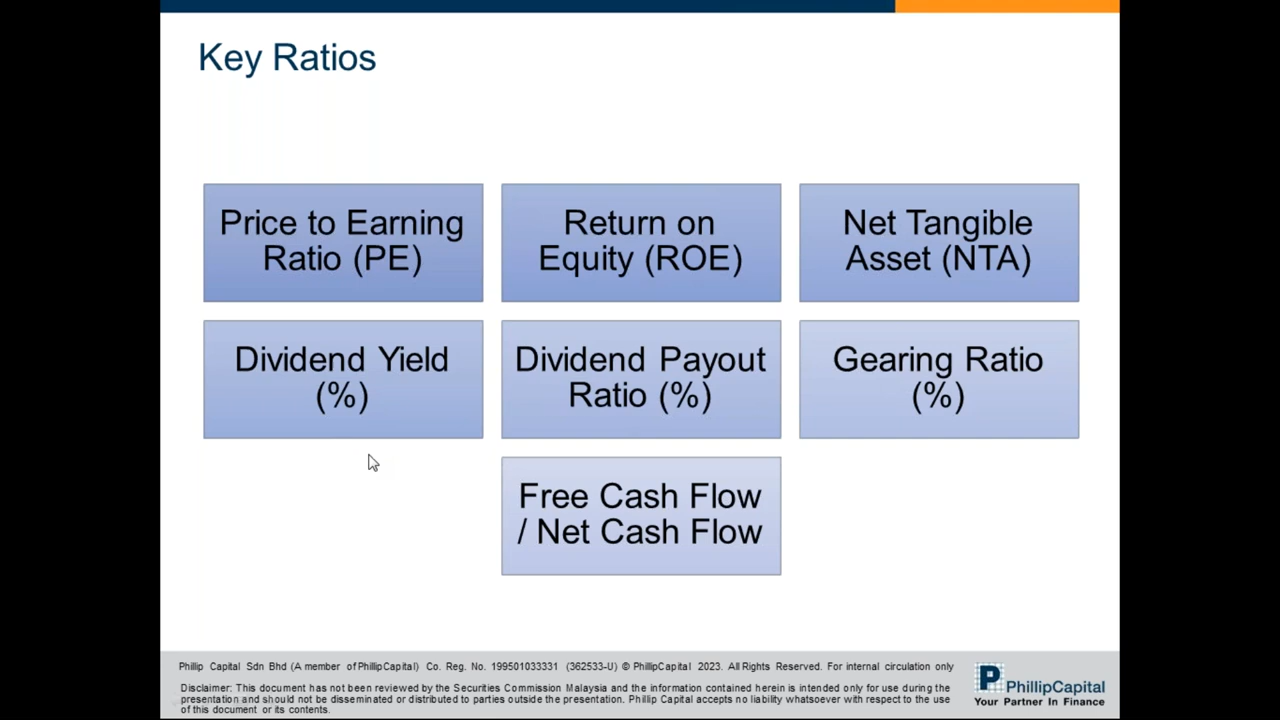 Key Ratios
Price to Earning
Ratio (PE)
Return on
Equity (ROE)
Net Tangible
Asset (NTA)
Dividend Yield
(%)
Dividend Payout
Ratio (%)
Gearing Ratio
(%)
Free Cash Flow
/ Net Cash Flow
Phillip Capital Sdn Bhd (A member of PhillipCapital) Co. Reg. No. 199501033331 (362533-U) © PhillipCapital 2023. All Rights Reserved. For internal circulation only
Disclaimer: This document has not been reviewed by the Securities Commission Malaysia and the information contained herein is intended only for use during the
presentation and should not be disseminated or distributed to parties outside the presentation. Phillip Capital accepts no liability whatsoever with respect to the use
of this document or its contents.
PhillipCapital
Your Partner In Finance